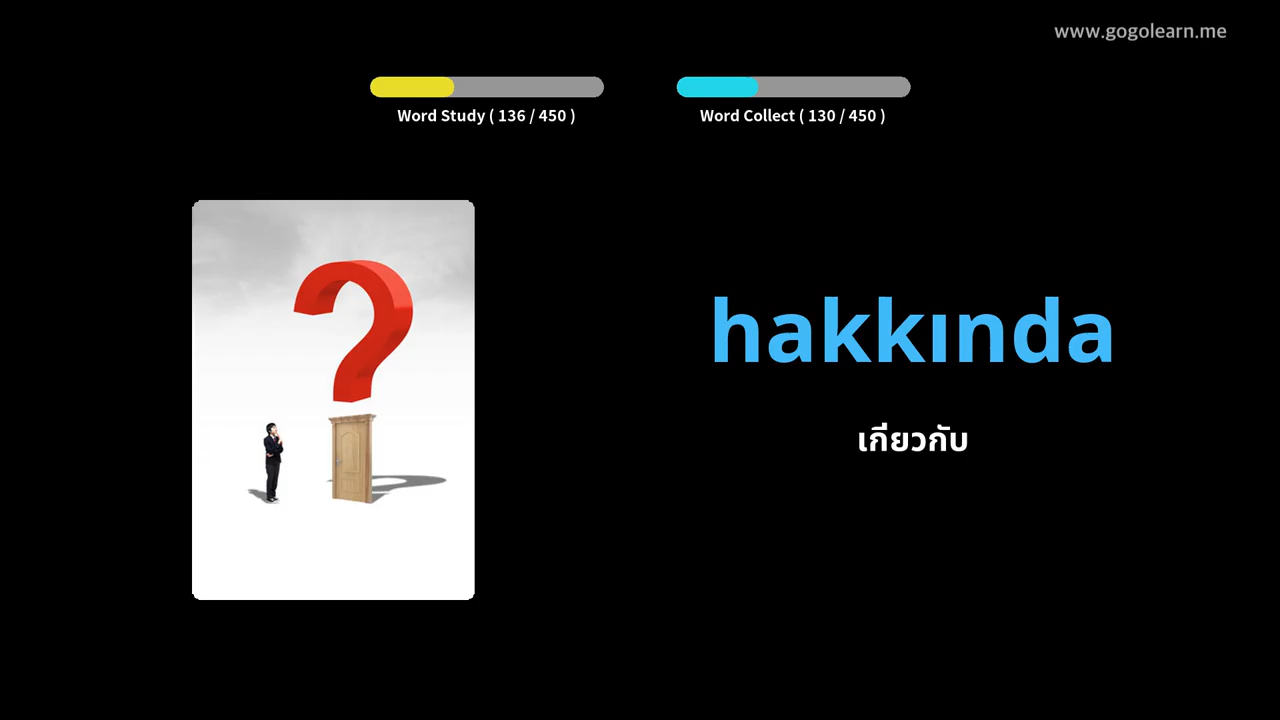 www.gogolearn.me
Word Study ( 136 / 450 )
Word Collect ( 130 / 450 )
hakkında
เกี่ยวกับ